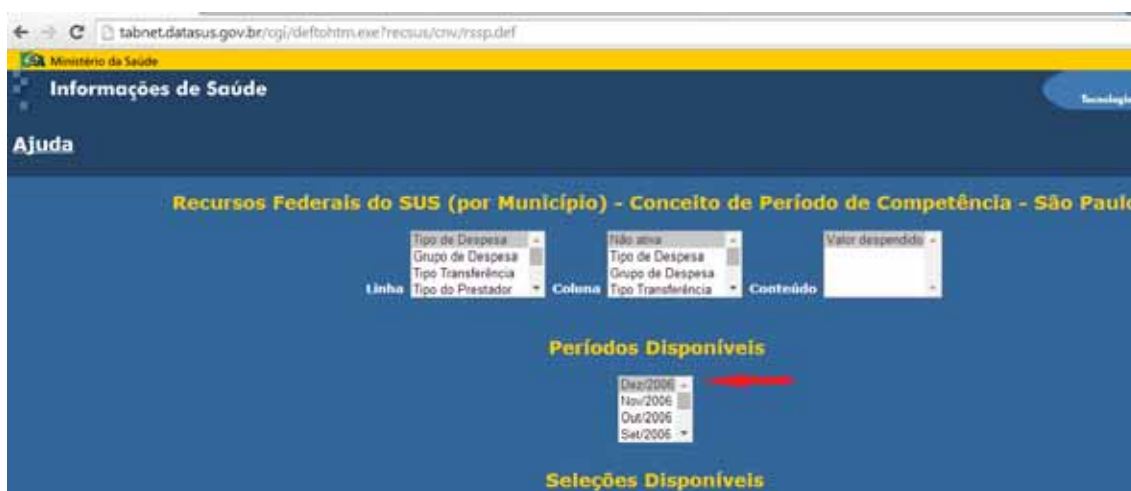 tabnet.datasus.gov.br/cgi/deftohtm.exe?recsus/cnv/rssp.def
Ministério da Saúde
Informações de Saúde
Tecnologia
Ajuda
Recursos Federais do SUS (por Município) - Conceito de Período de Competência - São Paulo
Linha
Tipo de Despesa
Grupo de Despesa
Tipo Transferência
Tipo do Prestador
Coluna
Não ativa
Tipo de Despesa
Grupo de Despesa
Tipo Transferência
Conteúdo
Valor despendido
Períodos Disponíveis
Dez/2006
Nov/2006
Out/2006
Set/2006
Seleções Disponíveis